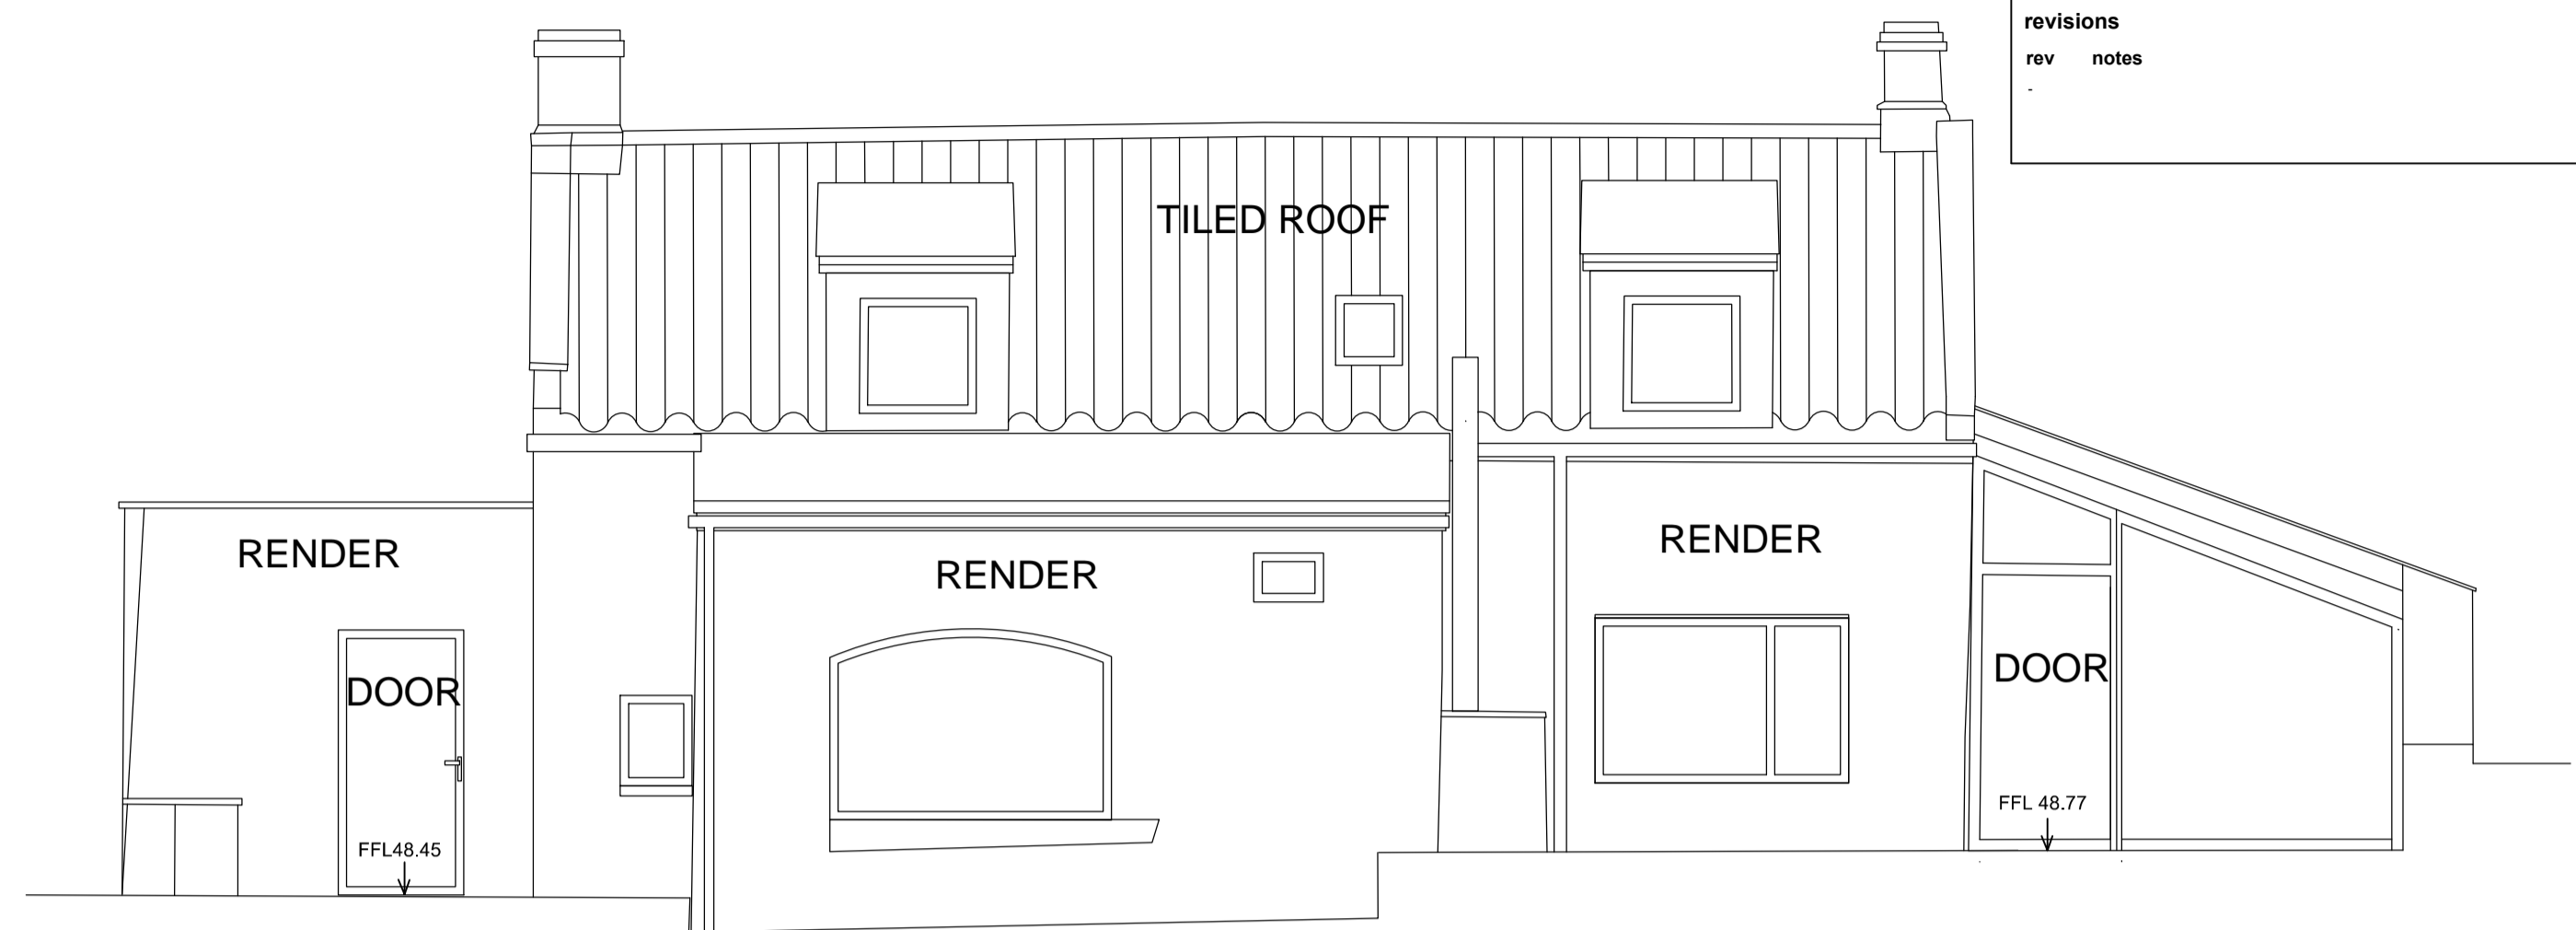 revisions
rev notes
-
TILED ROOF
RENDER
RENDER
RENDER
DOOR
DOOR
FFL48.45
FFL 48.77